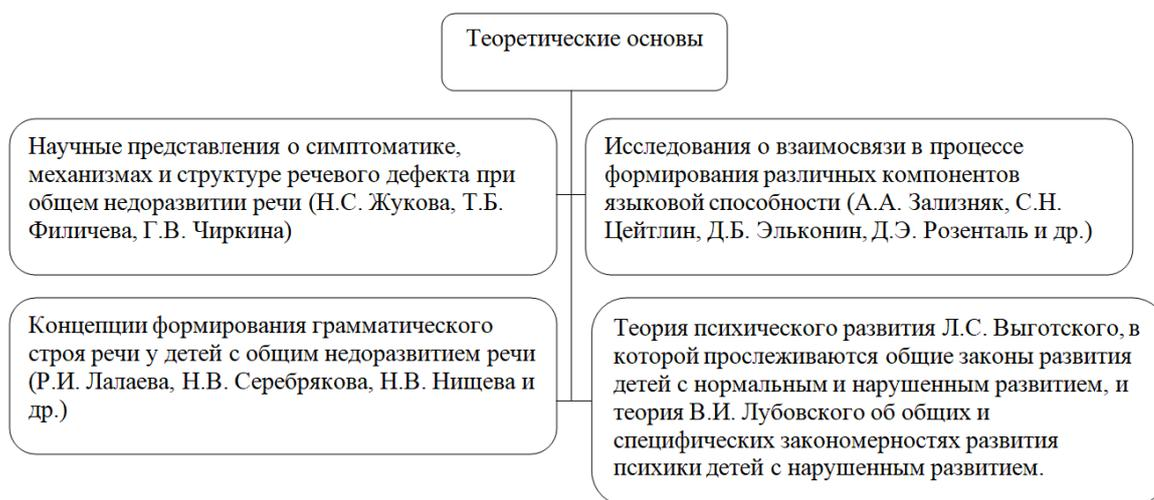 Теоретические основы
Научные представления о симптоматике,
механизмах и структуре речевого дефекта при
общем недоразвитии речи (Н.С. Жукова, Т.Б.
Филичева, Г.В. Чиркина)
Исследования о взаимосвязи в процессе
формирования различных компонентов
языковой способности (А.А. Зализняк, С.Н.
Цейтлин, Д.Б. Эльконин, Д.Э. Розенталь и др.)
Концепции формирования грамматического
строя речи у детей с общим недоразвитием речи
(Р.И. Лалаева, Н.В. Серебрякова, Н.В. Нищева и
др.)
Теория психического развития Л.С. Выготского, в
которой прослеживаются общие законы развития
детей с нормальным и нарушенным развитием, и
теория В.И. Лубовского об общих и
специфических закономерностях развития
психики детей с нарушенным развитием.